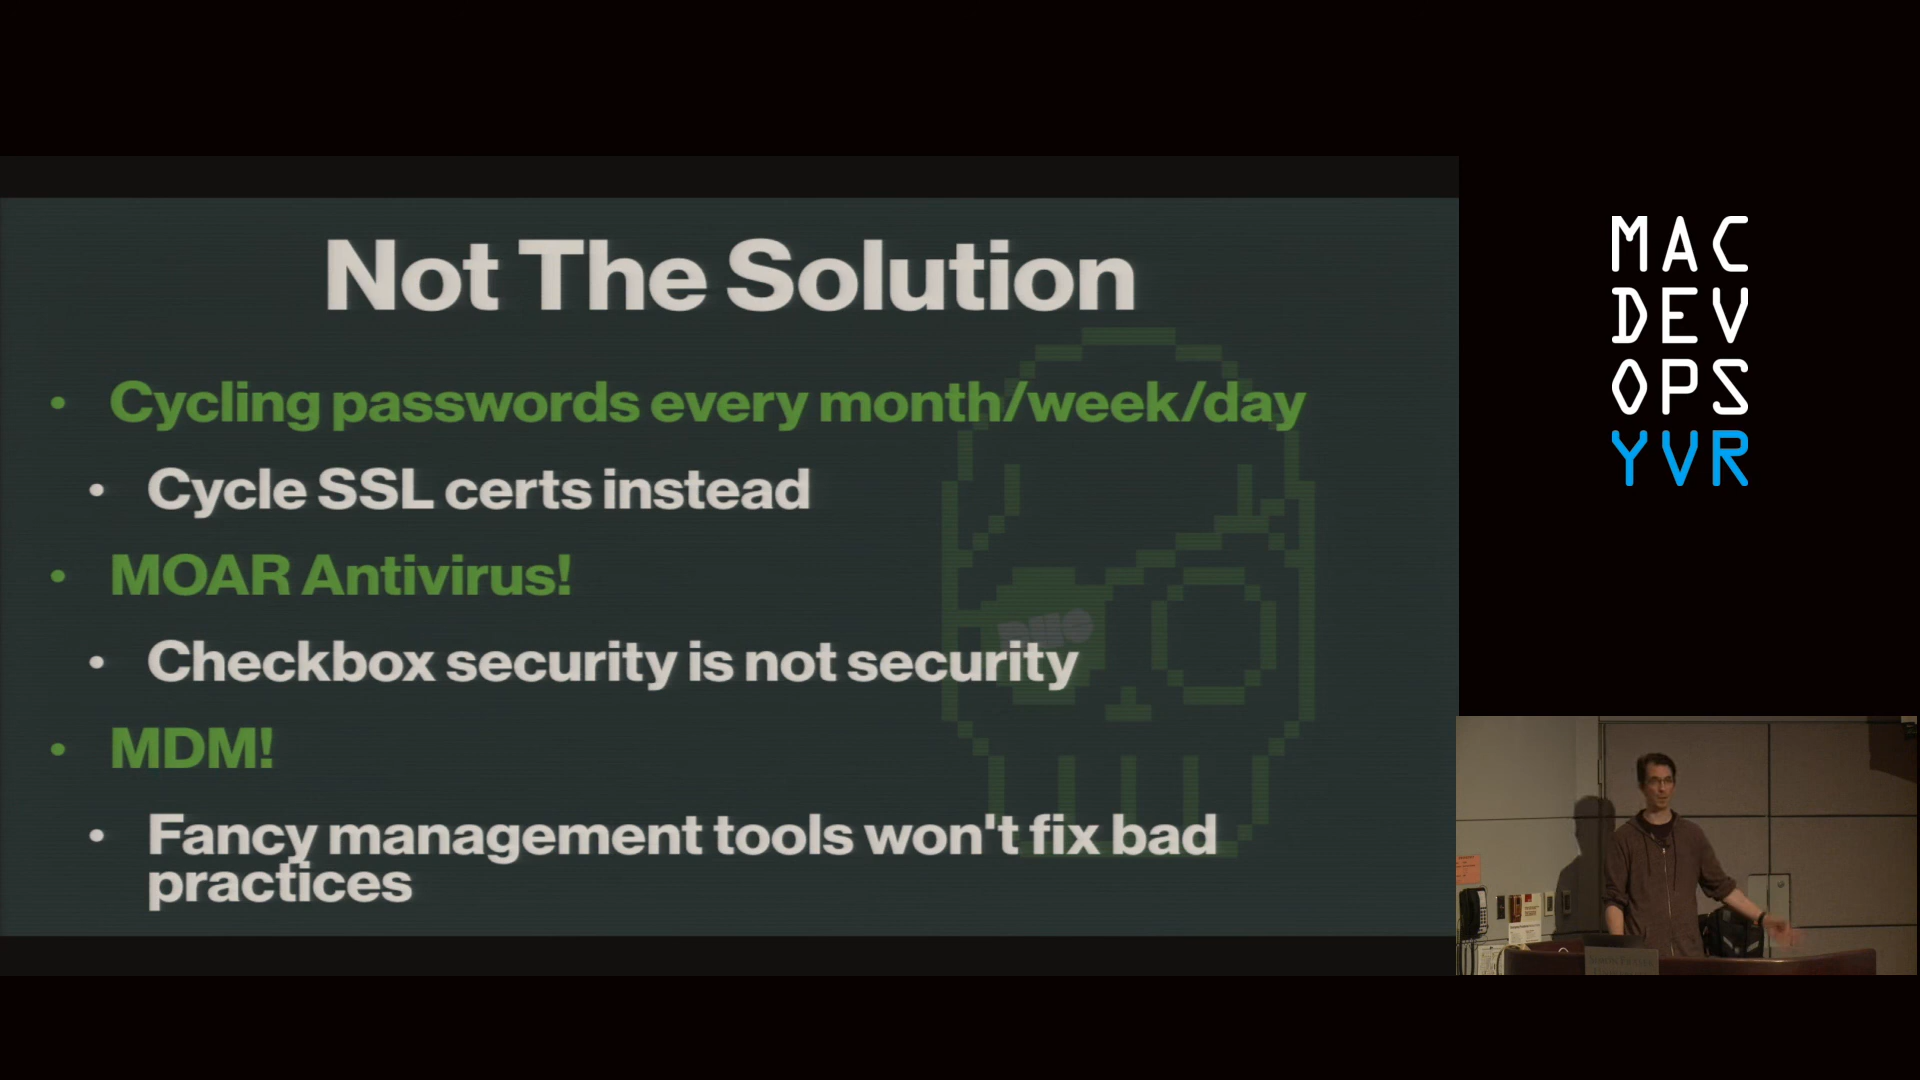 Not The Solution
• Cycling passwords every month/week/day
• Cycle SSL certs instead
• MOAR Antivirus!
• Checkbox security is not security
• MDM!
• Fancy management tools won't fix bad
practices
MAC
DEV
OPS
YVR